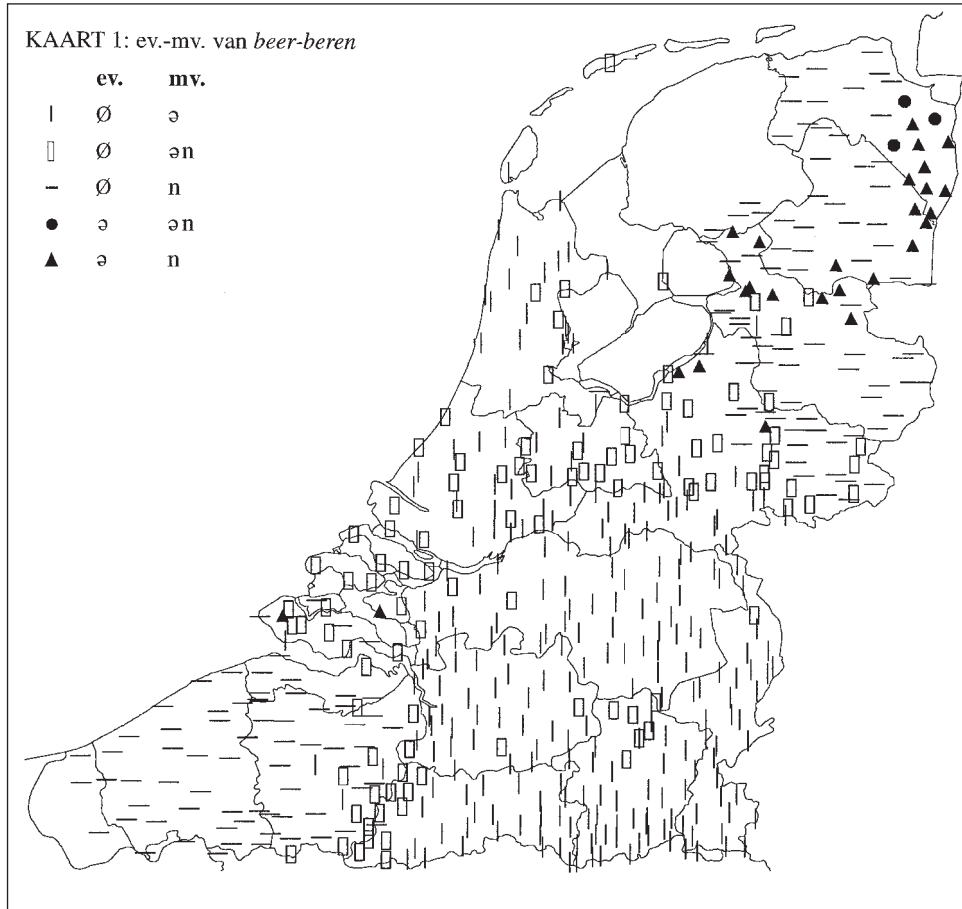 KAART 1: ev.-mv. van beer-beren
ev. mv.
Ø ə
Ø ən
Ø n
ə ən
ə n